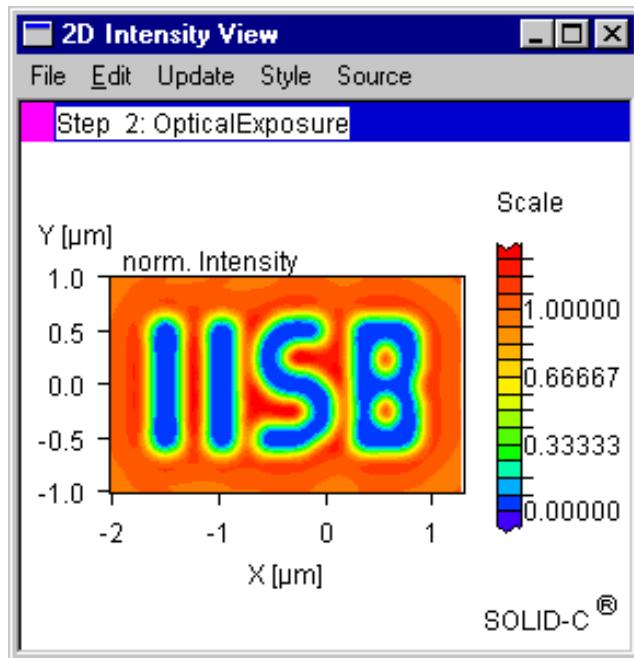 2D Intensity View
File Edit Update Style Source
Step 2: OpticalExposure
Scale
Y [µm]
norm. Intensity
1.0
0.5
0.0
-0.5
-1.0
IISB
1.00000
0.66667
0.33333
0.00000
-2 -1 0 1
X [µm]
SOLID-C ®